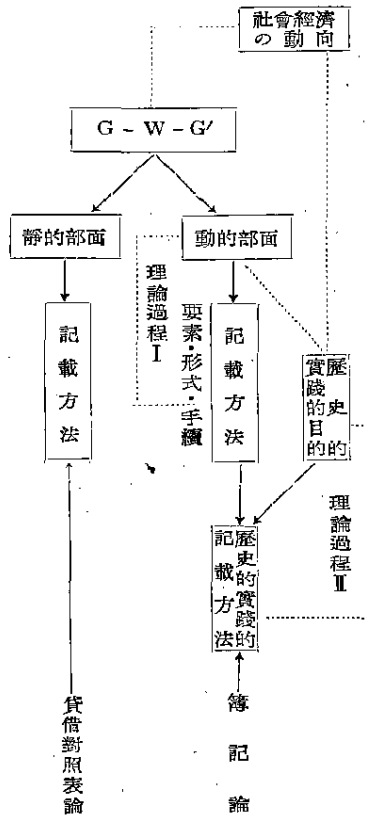 社會經濟
の動向
G – W – G′
靜的部面
動的部面
理論過程 I
要素・形式・手續
記載方法
記載方法
歷史的
實踐的目的
理論過程 II
歷史的實踐的
記載方法
貸借對照表論
簿記論